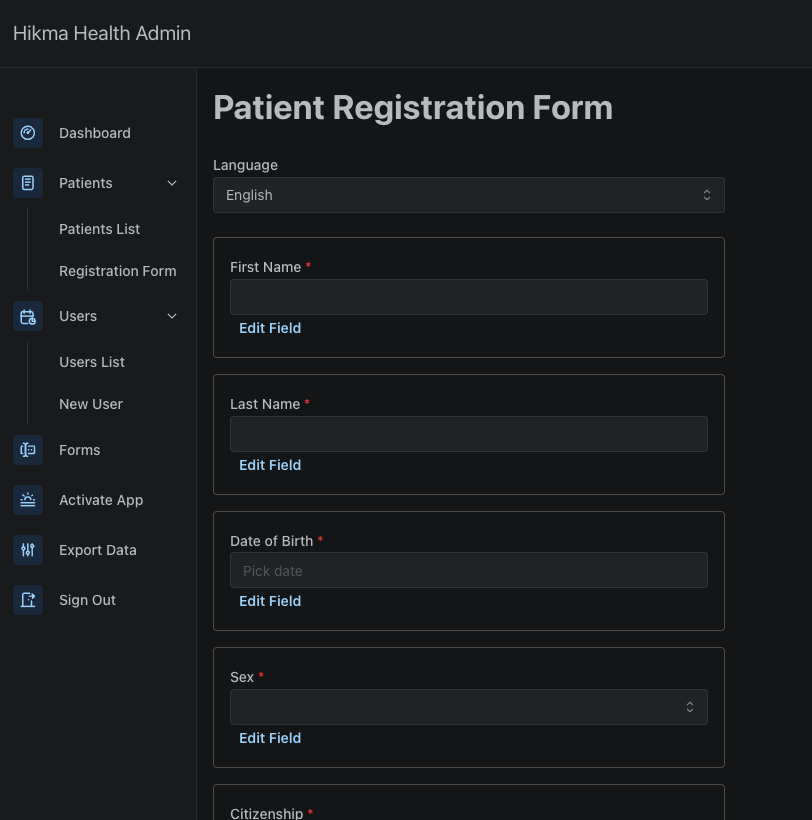 Hikma Health Admin
Dashboard
Patients
Patients List
Registration Form
Users
Users List
New User
Forms
Activate App
Export Data
Sign Out
Patient Registration Form
Language
English
First Name *
Edit Field
Last Name *
Edit Field
Date of Birth *
Pick date
Edit Field
Sex *
Edit Field
Citizenship *